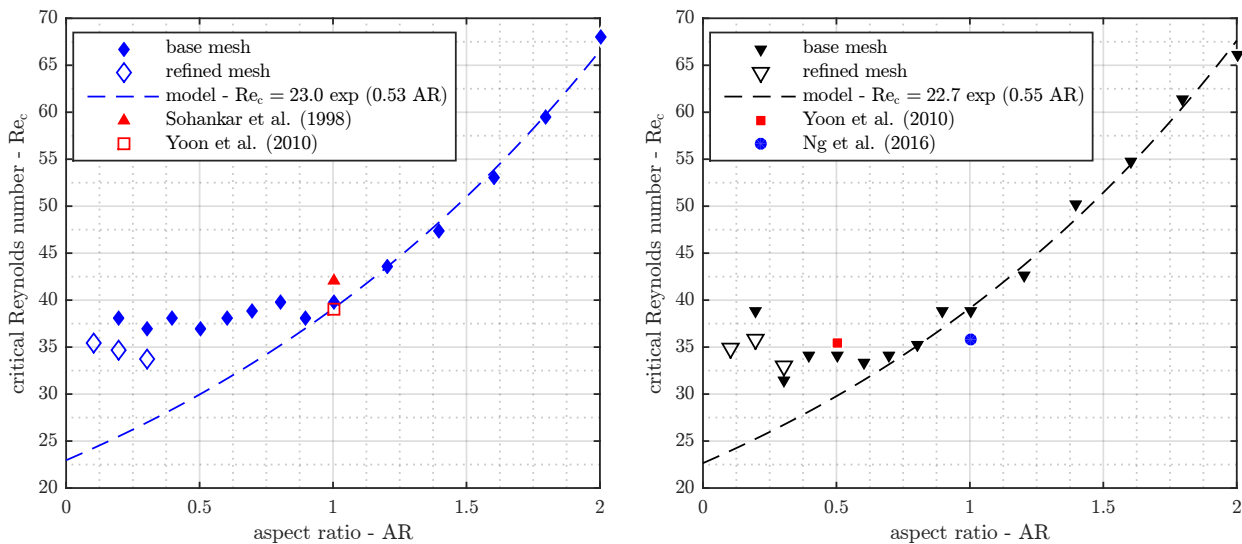 70
65
60
55
50
45
40
35
30
25
20
critical Reynolds number - Re_c
base mesh
refined mesh
model - Re_c = 23.0 exp (0.53 AR)
Sohankar et al. (1998)
Yoon et al. (2010)
0 0.5 1 1.5 2
aspect ratio - AR
70
65
60
55
50
45
40
35
30
25
20
critical Reynolds number - Re_c
base mesh
refined mesh
model - Re_c = 22.7 exp (0.55 AR)
Yoon et al. (2010)
Ng et al. (2016)
0 0.5 1 1.5 2
aspect ratio - AR